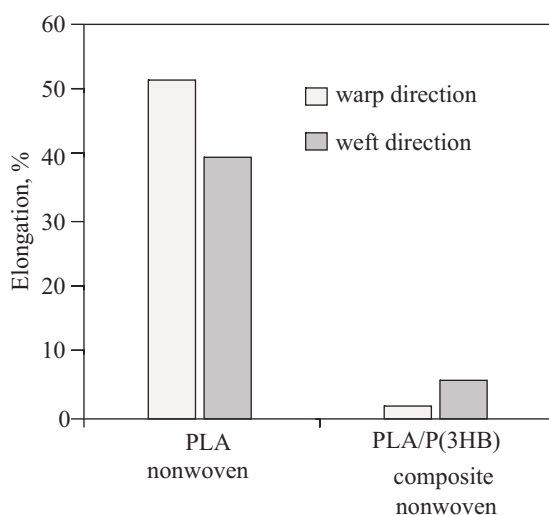 60
50
40
30
20
10
0
Elongation, %
warp direction
weft direction
PLA
nonwoven
PLA/P(3HB)
composite
nonwoven